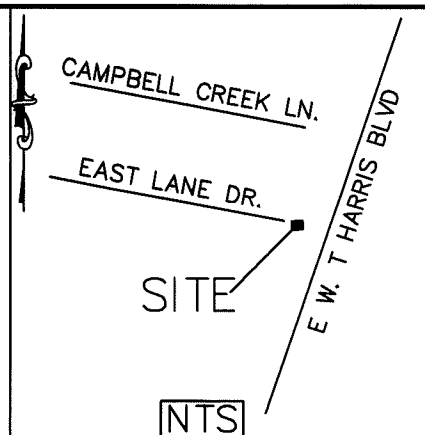 CAMPBELL CREEK LN.
EAST LANE DR.
E W. T HARRIS BLVD
SITE
NTS